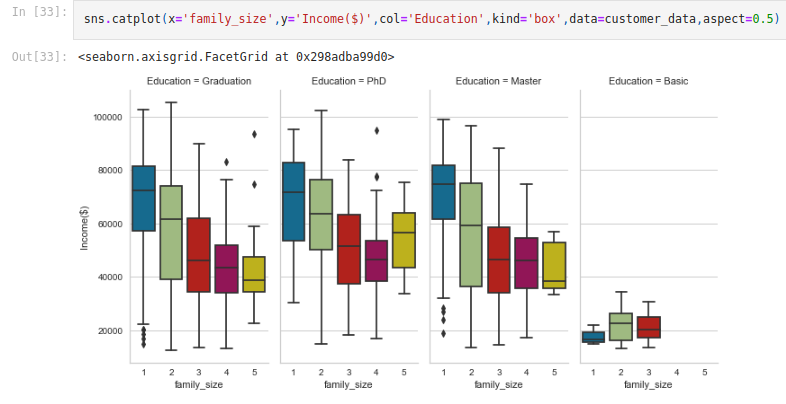 In [33]: sns.catplot(x='family_size',y='Income($)',col='Education',kind='box',data=customer_data,aspect=0.5)
Out[33]: <seaborn.axisgrid.FacetGrid at 0x298adba99d0>
Education = Graduation Education = PhD Education = Master Education = Basic
100000
80000
60000
40000
20000
Income($)
1 2 3 4 5 1 2 3 4 5 1 2 3 4 5 1 2 3 4 5
family_size family_size family_size family_size